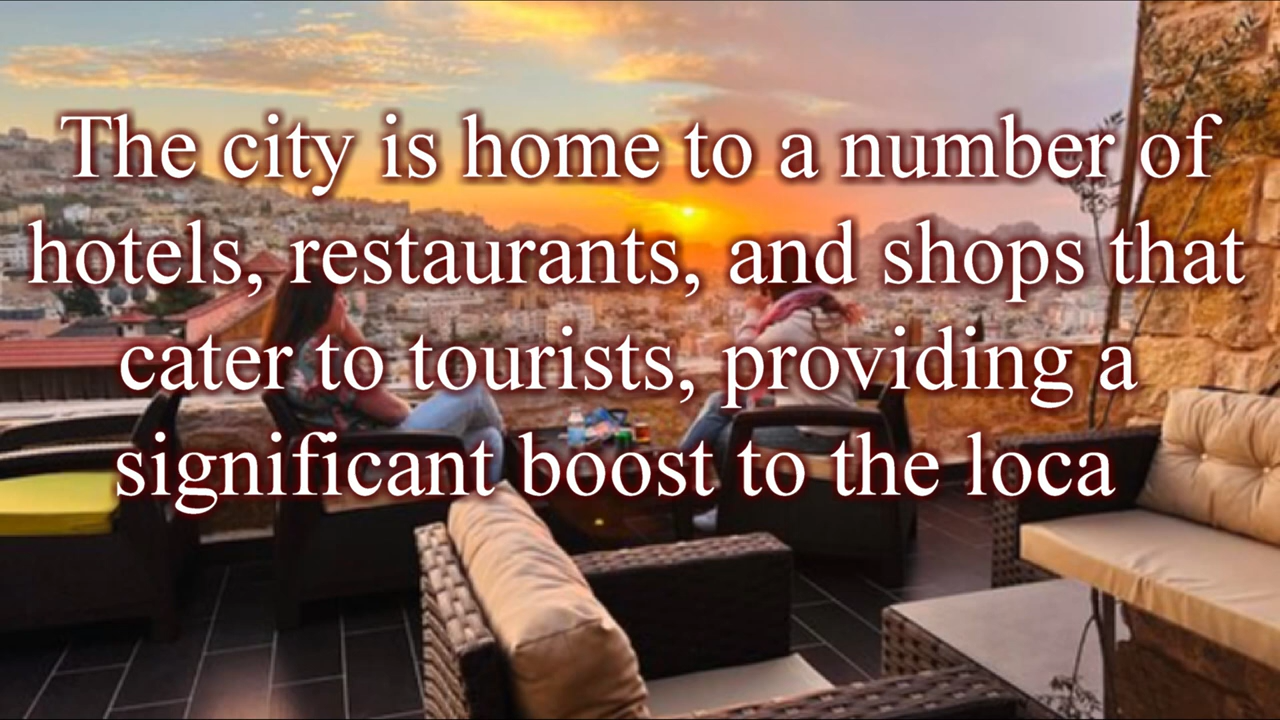 The city is home to a number of
hotels, restaurants, and shops that
cater to tourists, providing a
significant boost to the loca